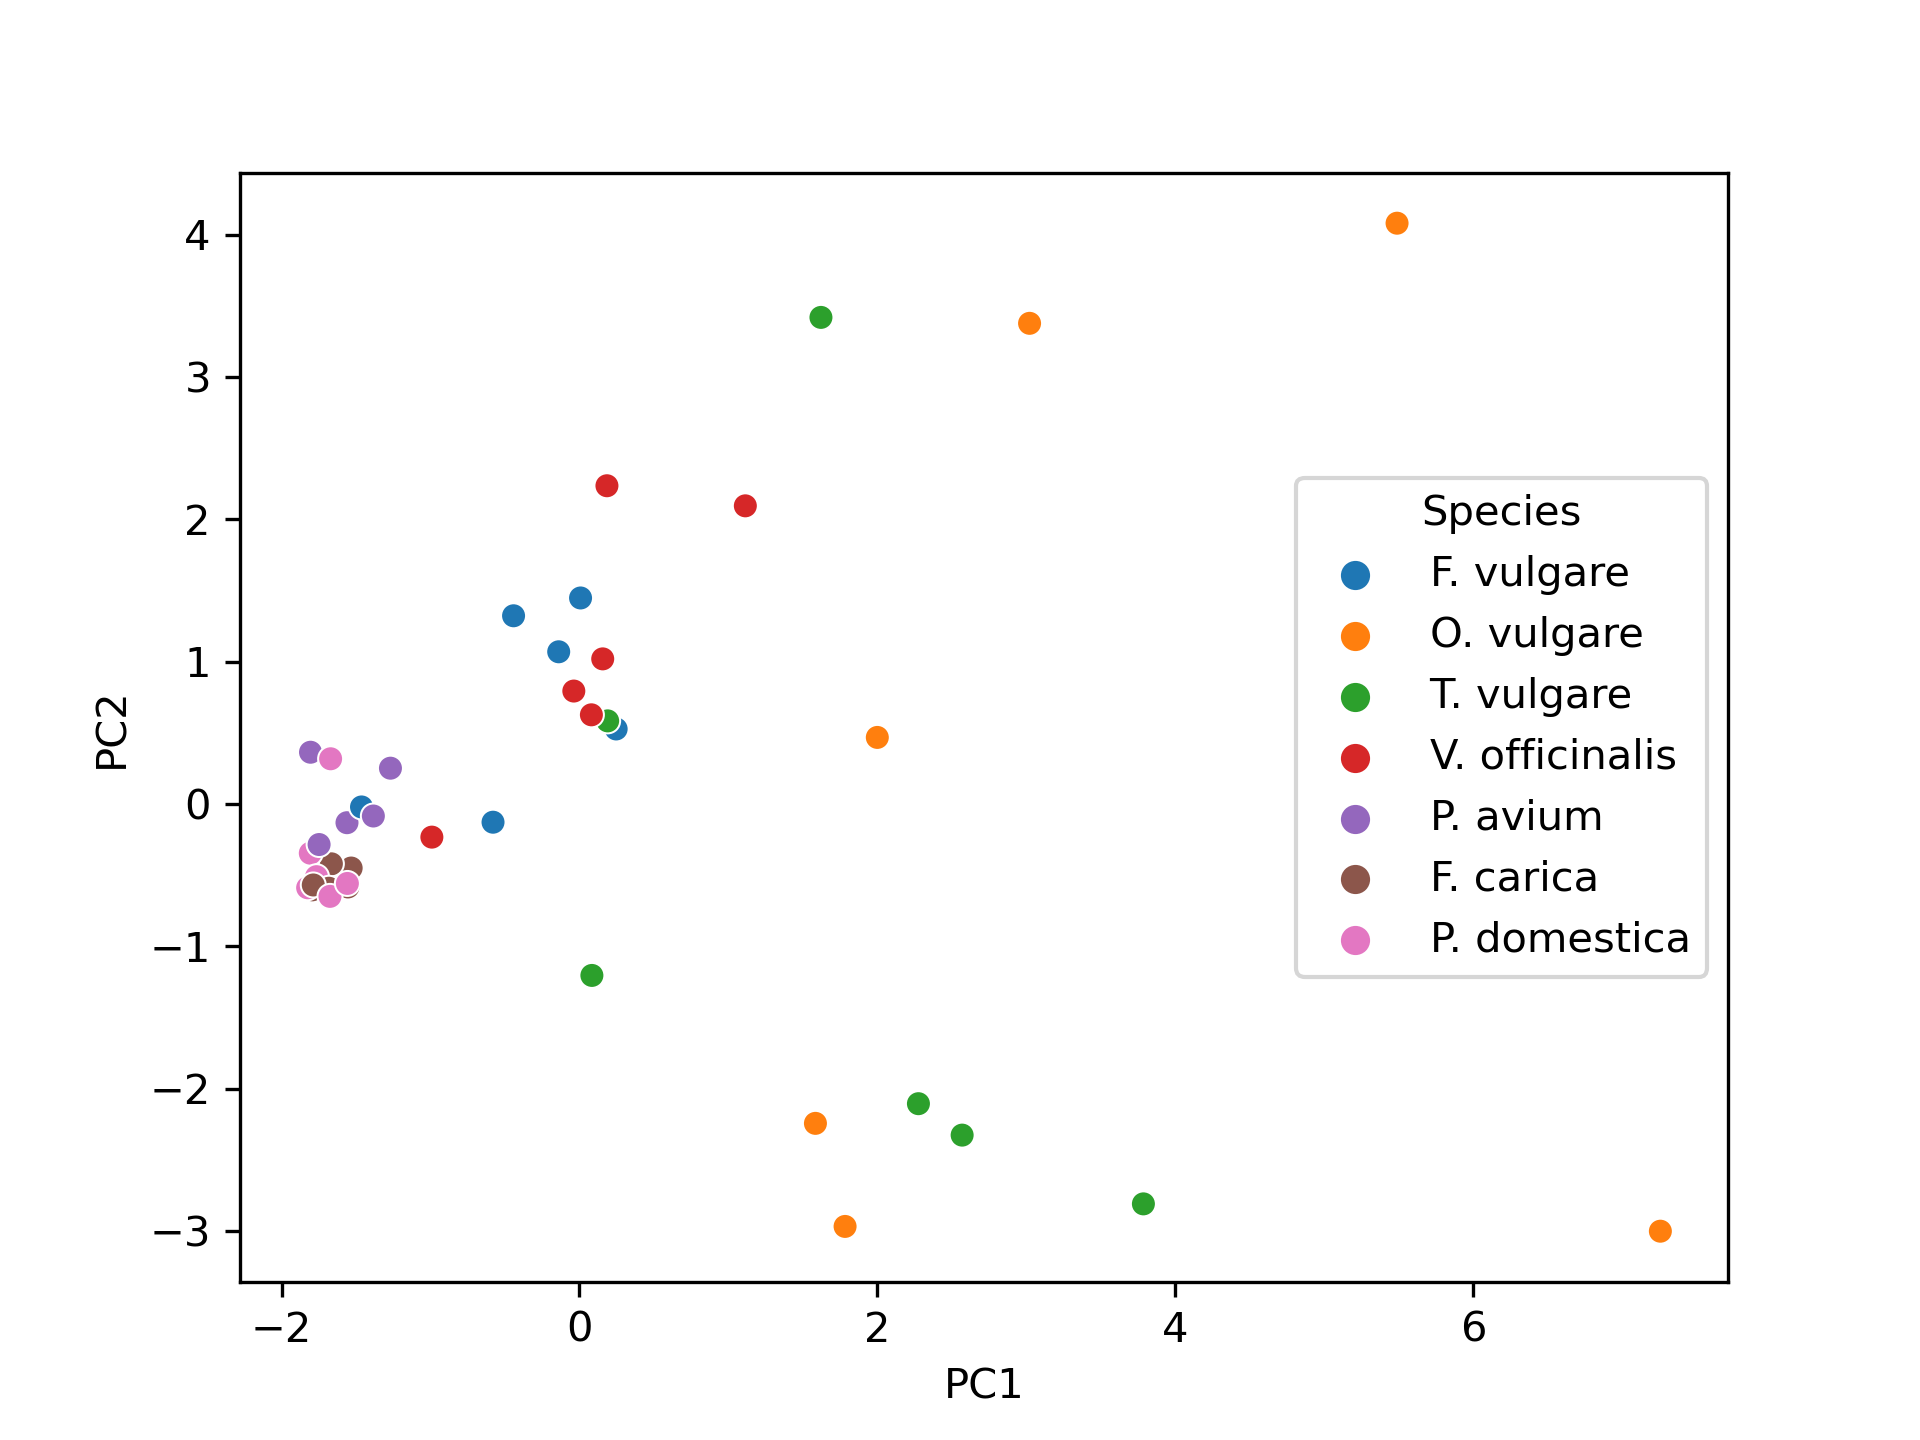 4
3
2
1
0
−1
−2
−3
PC2
−2
0
2
4
6
PC1
Species
F. vulgare
O. vulgare
T. vulgare
V. officinalis
P. avium
F. carica
P. domestica